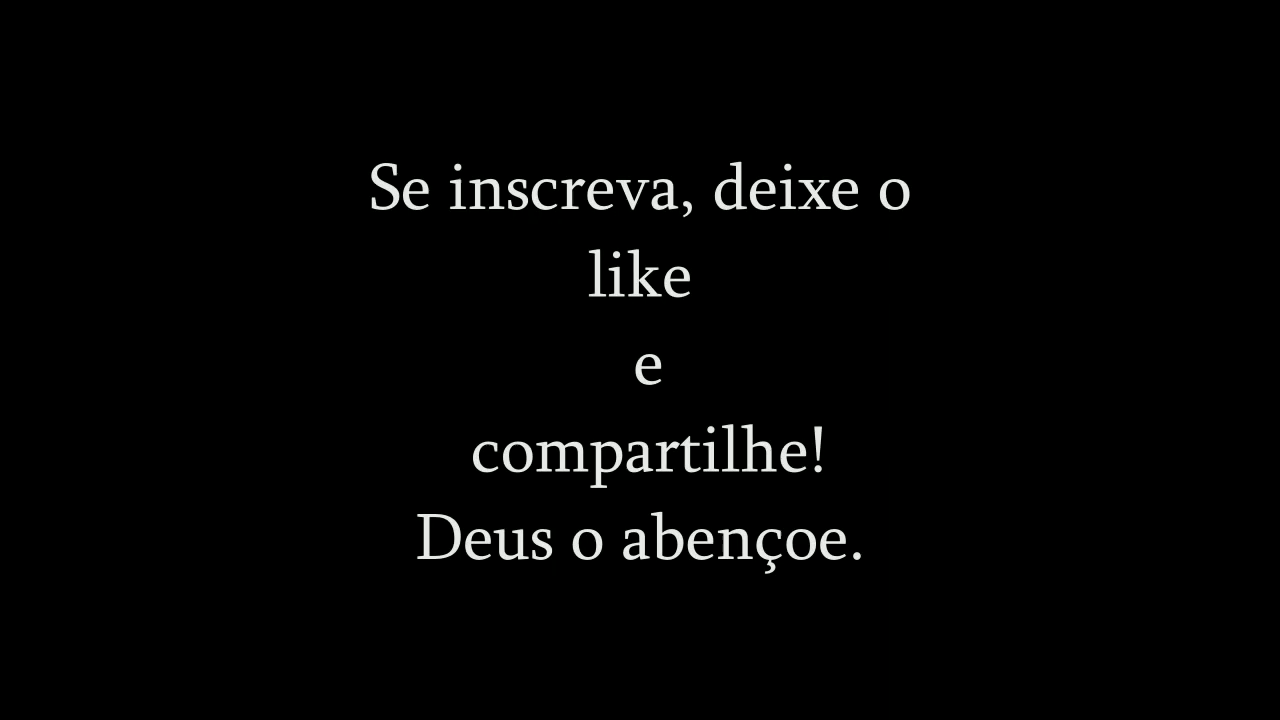 Se inscreva, deixe o
like
e
compartilhe!
Deus o abençoe.